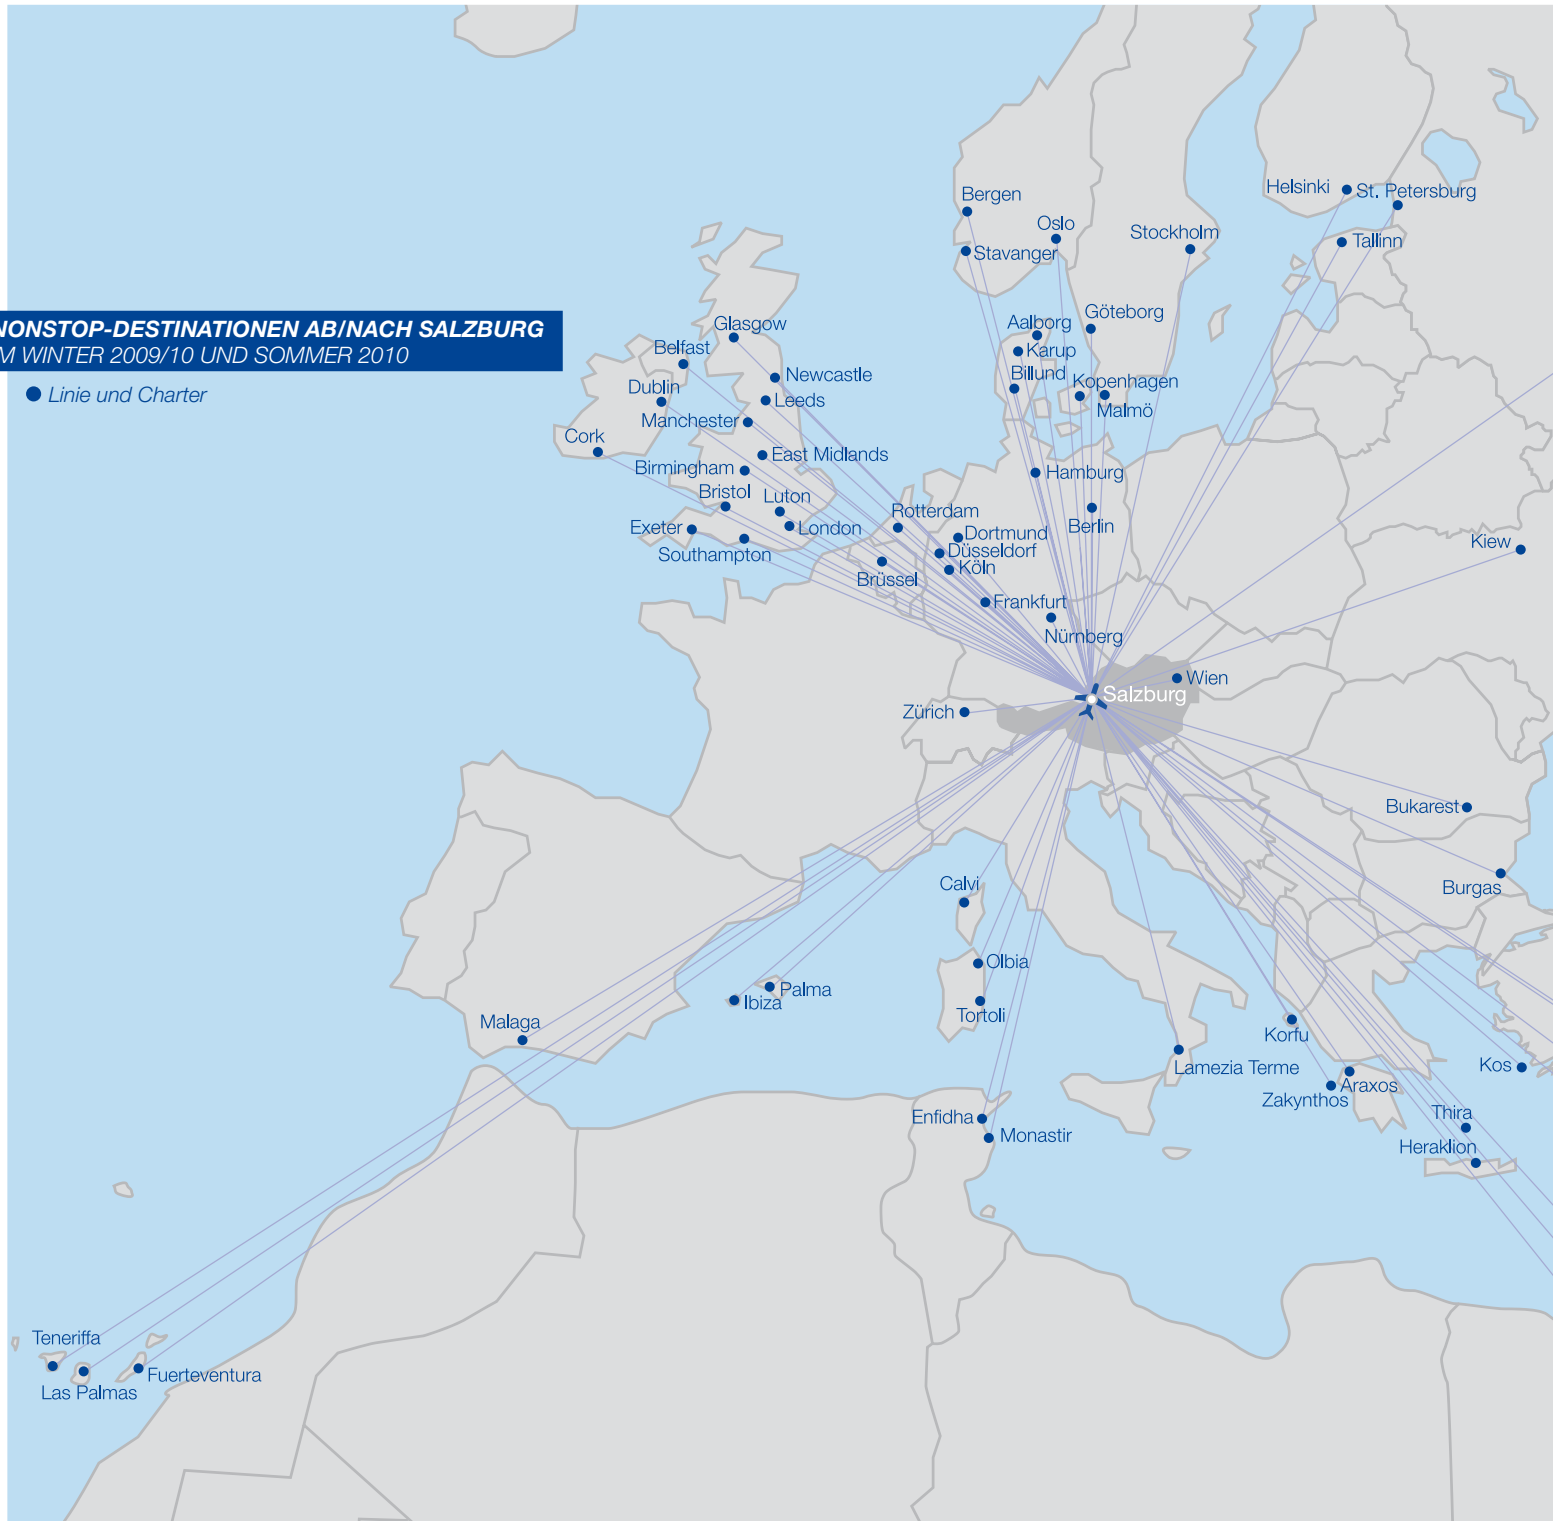 NONSTOP-DESTINATIONEN AB/NACH SALZBURG
M WINTER 2009/10 UND SOMMER 2010
Linie und Charter
Bergen
Helsinki
St. Petersburg
Oslo
Stockholm
Stavanger
Tallinn
Glasgow
Aalborg
Göteborg
Belfast
Karup
Newcastle
Billund
Kopenhagen
Dublin
Leeds
Malmö
Manchester
Cork
East Midlands
Birmingham
Hamburg
Bristol
Luton
Rotterdam
Exeter
London
Dortmund
Berlin
Southampton
Düsseldorf
Kiew
Brüssel
Köln
Frankfurt
Nürnberg
Wien
Salzburg
Zürich
Bukarest
Calvi
Burgas
Olbia
Palma
Ibiza
Tortoli
Malaga
Korfu
Lamezia Terme
Kos
Araxos
Zakynthos
Enfidha
Thira
Monastir
Heraklion
Teneriffa
Fuerteventura
Las Palmas